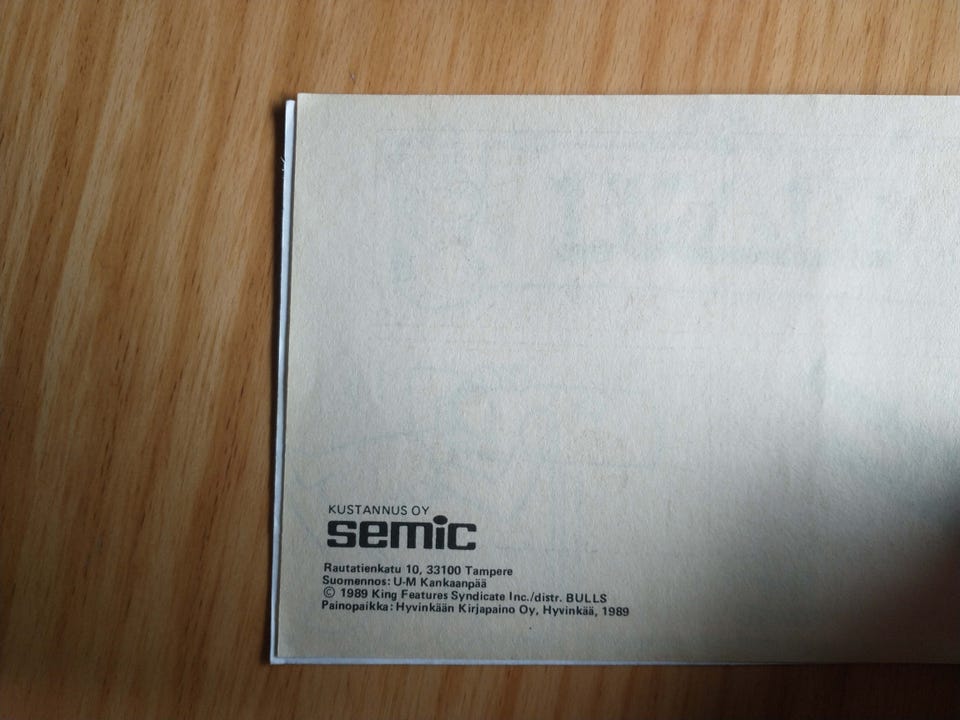 KUSTANNUS OY
semic
Rautatienkatu 10, 33100 Tampere
Suomennos: U-M Kankaanpää
© 1989 King Features Syndicate Inc./distr. BULLS
Painopaikka: Hyvinkään Kirjapaino Oy, Hyvinkää, 1989